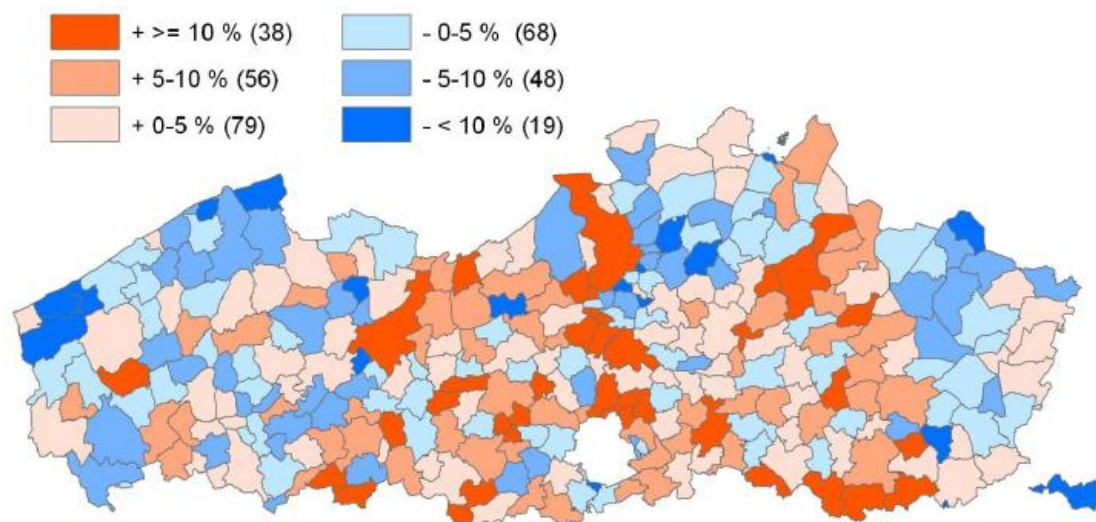 + >= 10 % (38)
+ 5-10 % (56)
+ 0-5 % (79)
- 0-5 % (68)
- 5-10 % (48)
- < 10 % (19)